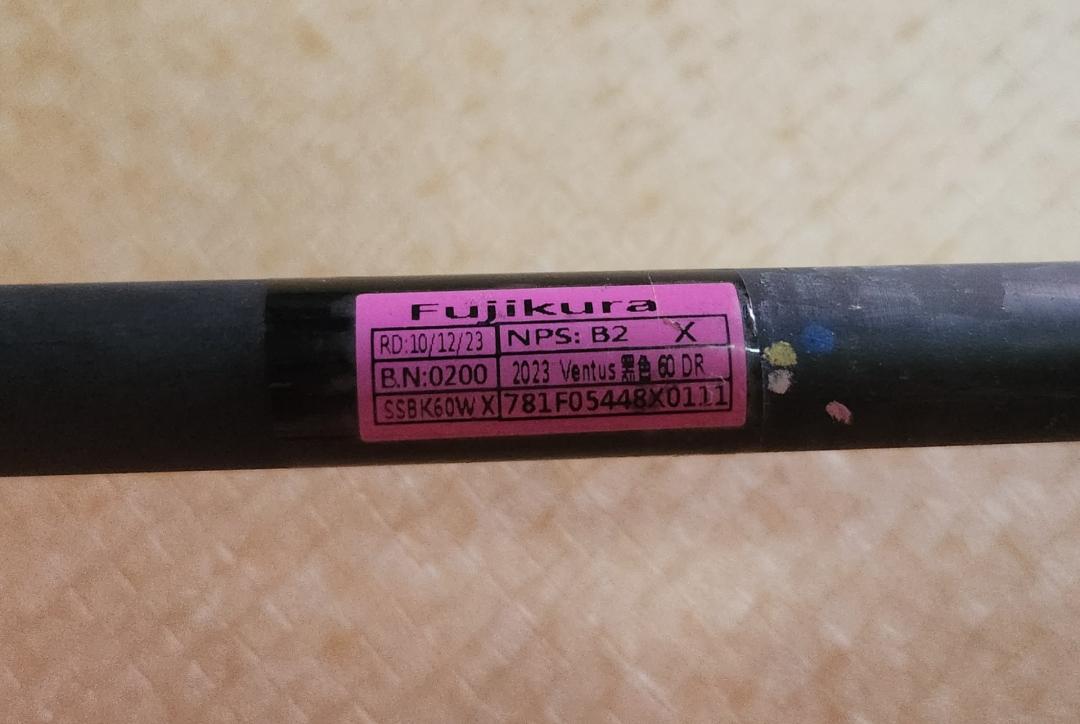 Fujikura
RD:10/12/23 NPS: B2 X
B.N:0200 2023 Ventus 黑色 60 DR
SSBK60W X 781F05448X0111